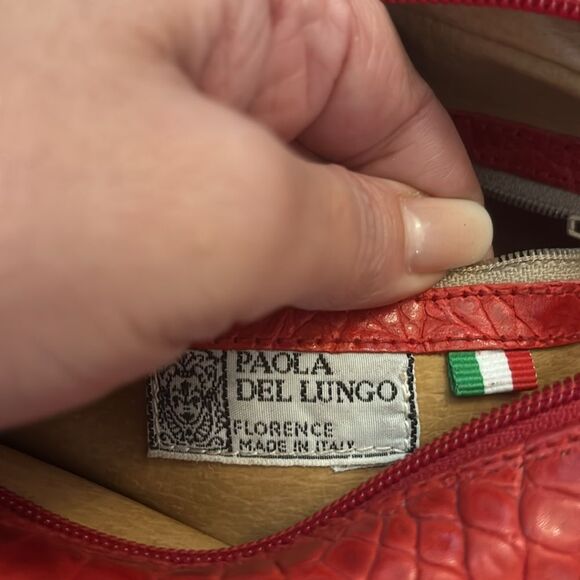 PAOLA
DEL LUNGO
FLORENCE
MADE IN ITALY